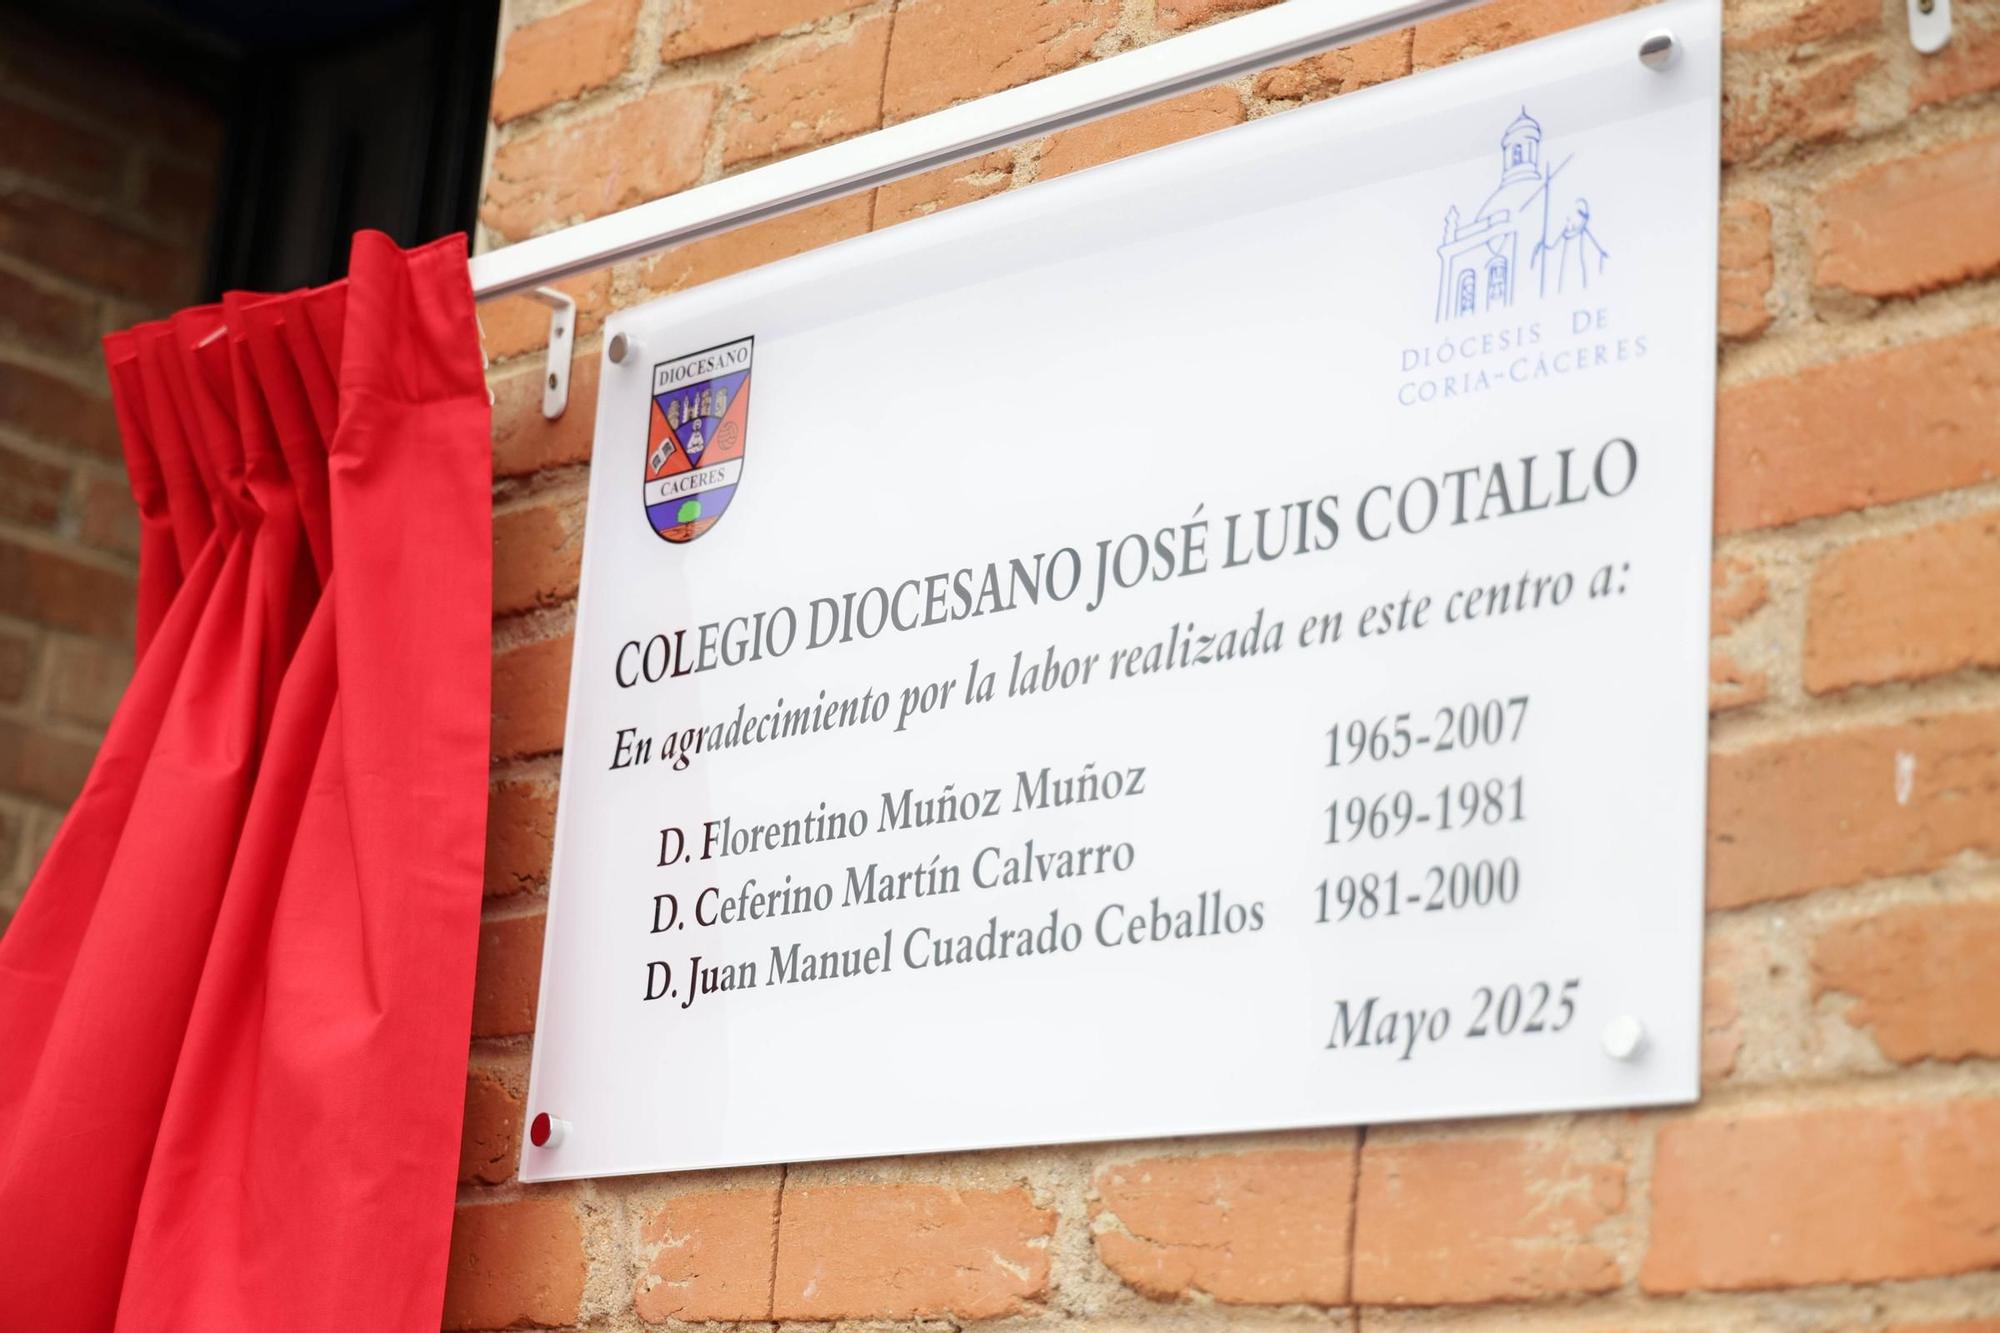 DIOCESANO
CACERES
DIÓCESIS DE
CORIA-CÁCERES
COLEGIO DIOCESANO JOSÉ LUIS COTALLO
En agradecimiento por la labor realizada en este centro a:
D. Florentino Muñoz Muñoz 1965-2007
D. Ceferino Martín Calvarro 1969-1981
D. Juan Manuel Cuadrado Ceballos 1981-2000
Mayo 2025